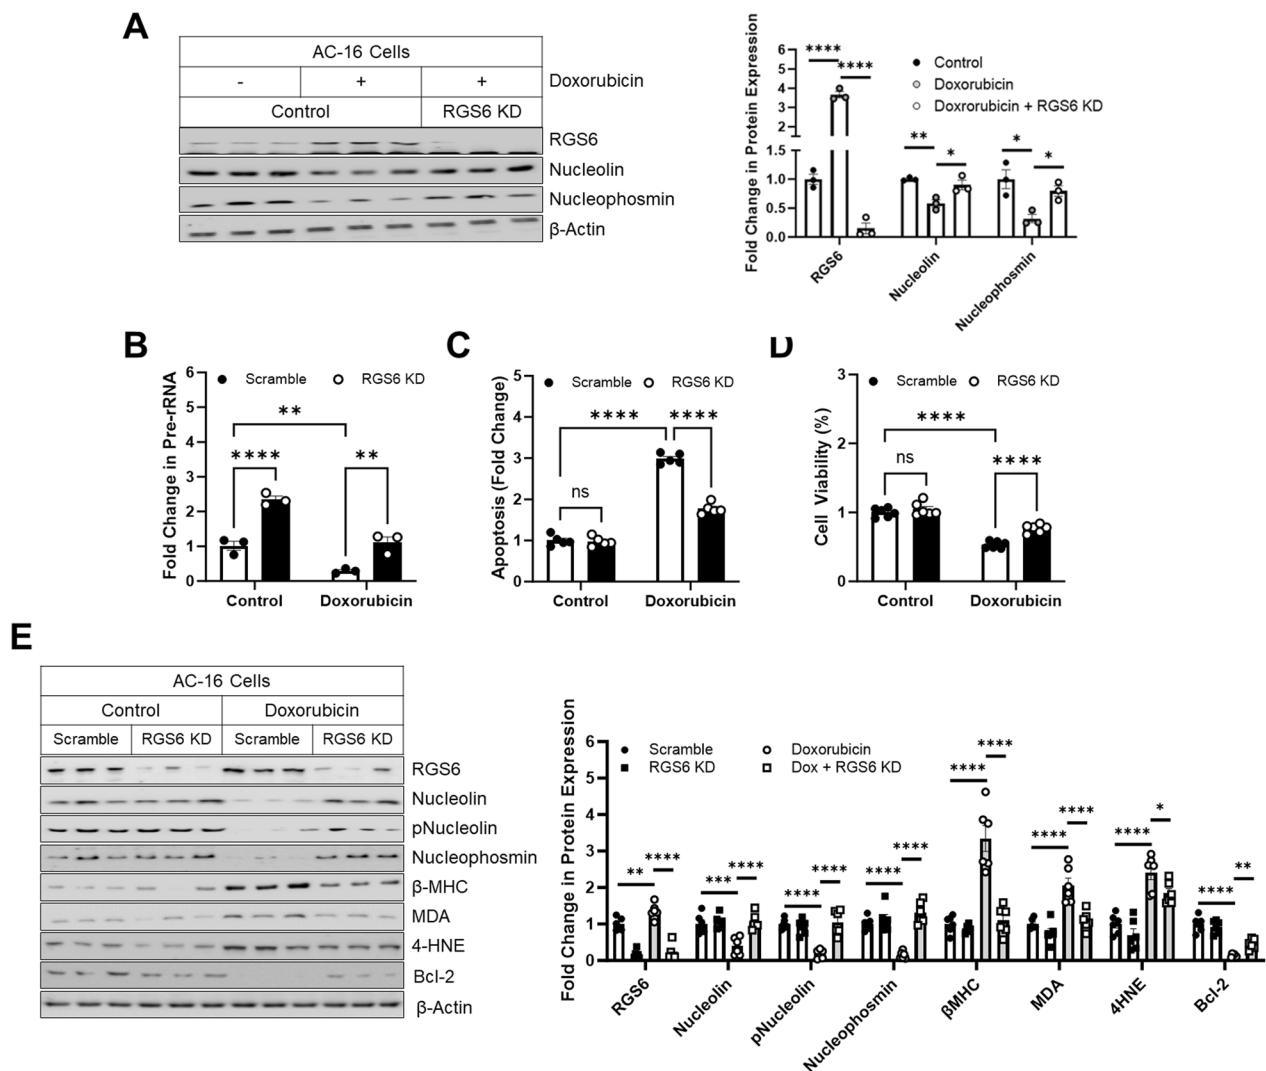 A
AC-16 Cells
- + + Doxorubicin
Control RGS6 KD
RGS6
Nucleolin
Nucleophosmin
β-Actin
Fold Change in Protein Expression
6
5
4
3
2
1.5
1.0
0.5
0.0
**** ****
** *
* *
Control
Doxorubicin
Doxrorubicin + RGS6 KD
RGS6 Nucleolin Nucleophosmin
B
Fold Change in Pre-rRNA
6
5
4
3
2
1
0
Scramble RGS6 KD
**
**** **
Control Doxorubicin
C
Apoptosis (Fold Change)
5
4
3
2
1
0
Scramble RGS6 KD
**** ****
ns
Control Doxorubicin
D
Cell Viability (%)
3
2
1
0
Scramble RGS6 KD
****
ns ****
Control Doxorubicin
E
AC-16 Cells
Control Doxorubicin
Scramble RGS6 KD Scramble RGS6 KD
RGS6
Nucleolin
pNucleolin
Nucleophosmin
β-MHC
MDA
4-HNE
Bcl-2
β-Actin
Fold Change in Protein Expression
6
5
4
3
2
1
0
Scramble Doxorubicin
RGS6 KD Dox + RGS6 KD
** ****
*** ****
**** ****
**** ****
**** ****
**** ****
**** *
**** **
RGS6 Nucleolin pNucleolin Nucleophosmin βMHC MDA 4HNE Bcl-2